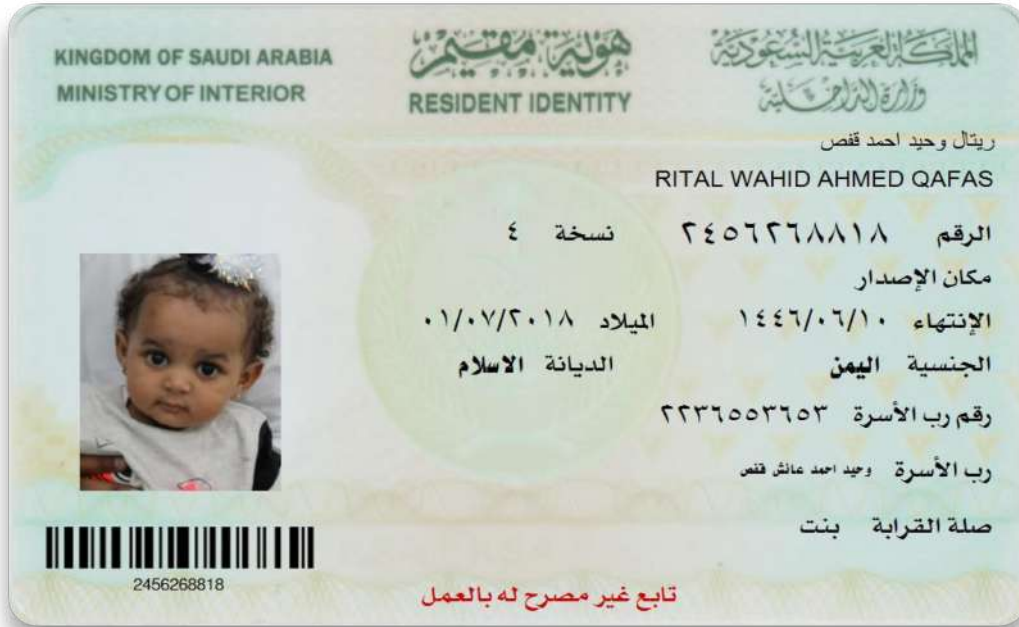 KINGDOM OF SAUDI ARABIA
MINISTRY OF INTERIOR
هوية مقيم
RESIDENT IDENTITY
المملكة العربية السعودية
وزارة الداخلية
ريتال وحيد احمد قفص
RITAL WAHID AHMED QAFAS
الرقم ٢٤٥٦٢٦٨٨١٨ نسخة ٤
مكان الإصدار
الإنتهاء ١٤٤٦/٠٦/١٠ الميلاد ٠١/٠٧/٢٠١٨
الجنسية اليمن الديانة الاسلام
رقم رب الأسرة ٢٢٣٦٥٥٣٦٥٣
رب الأسرة وحيد احمد عائش قفص
صلة القرابة بنت
2456268818
تابع غير مصرح له بالعمل